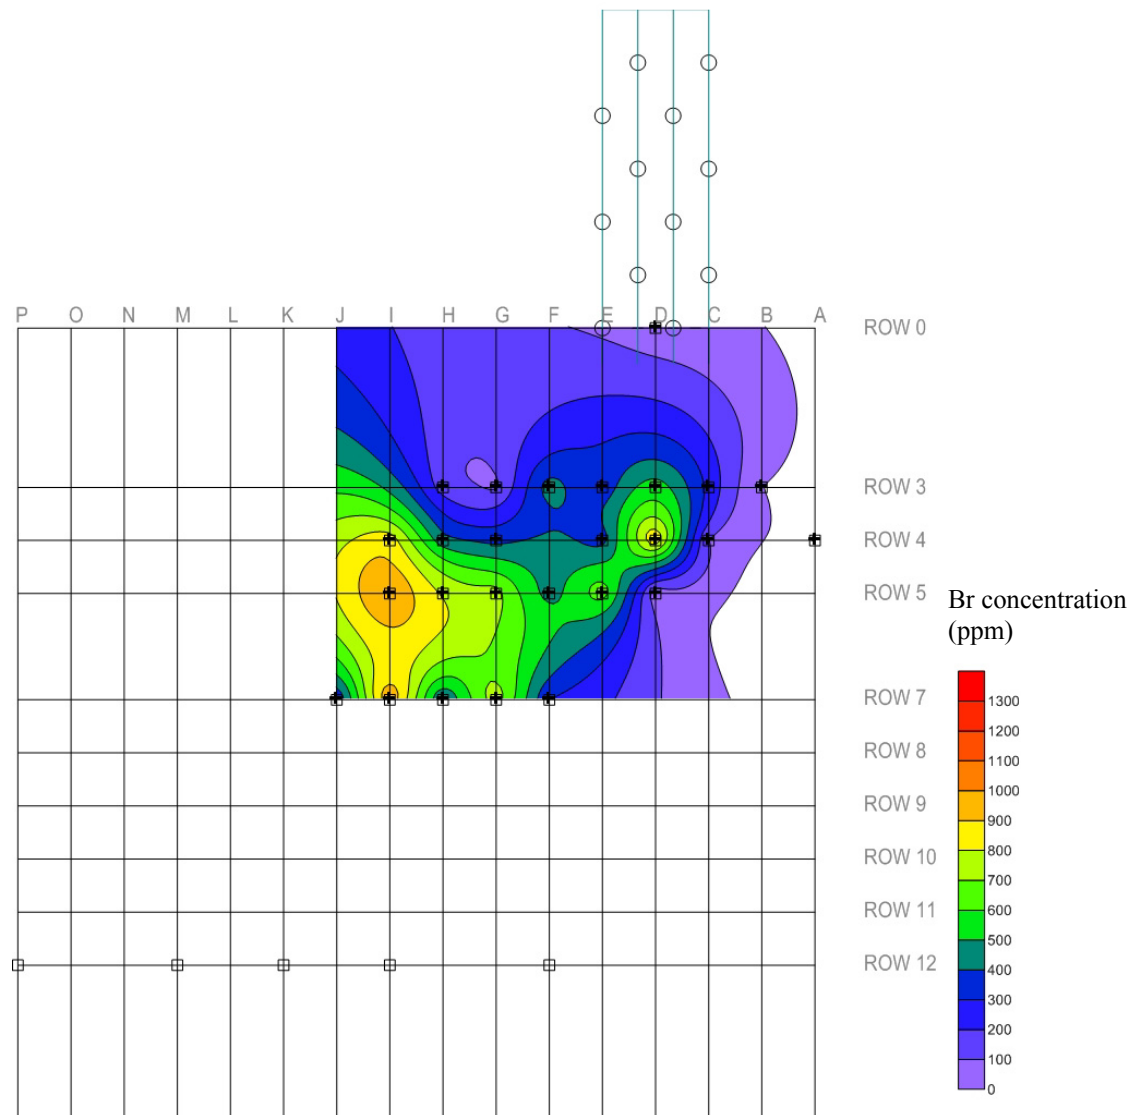 P O N M L K J I H G F E D C B A
ROW 0
ROW 3
ROW 4
ROW 5
ROW 7
ROW 8
ROW 9
ROW 10
ROW 11
ROW 12
Br concentration
(ppm)
1300
1200
1100
1000
900
800
700
600
500
400
300
200
100
0